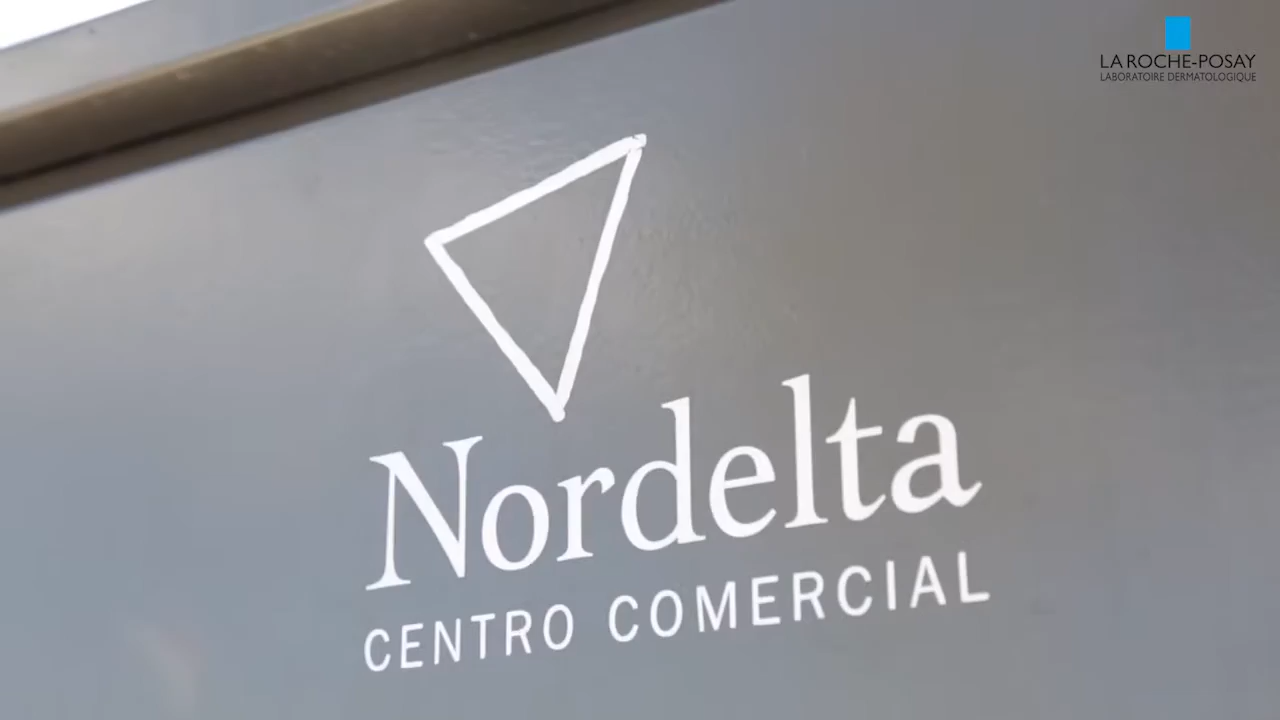 LA ROCHE-POSAY
LABORATOIRE DERMATOLOGIQUE
Nordelta
CENTRO COMERCIAL